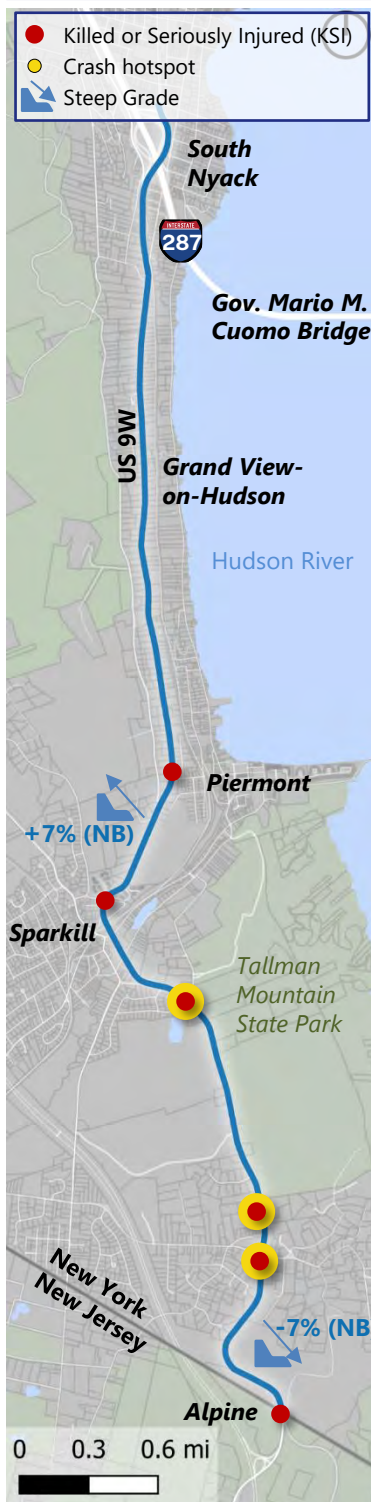 Killed or Seriously Injured (KSI)
Crash hotspot
Steep Grade
South
Nyack
INTERSTATE
287
Gov. Mario M.
Cuomo Bridge
US 9W
Grand View-
on-Hudson
Hudson River
Piermont
+7% (NB)
Sparkill
Tallman
Mountain
State Park
New York
New Jersey
-7% (NB
Alpine
0 0.3 0.6 mi